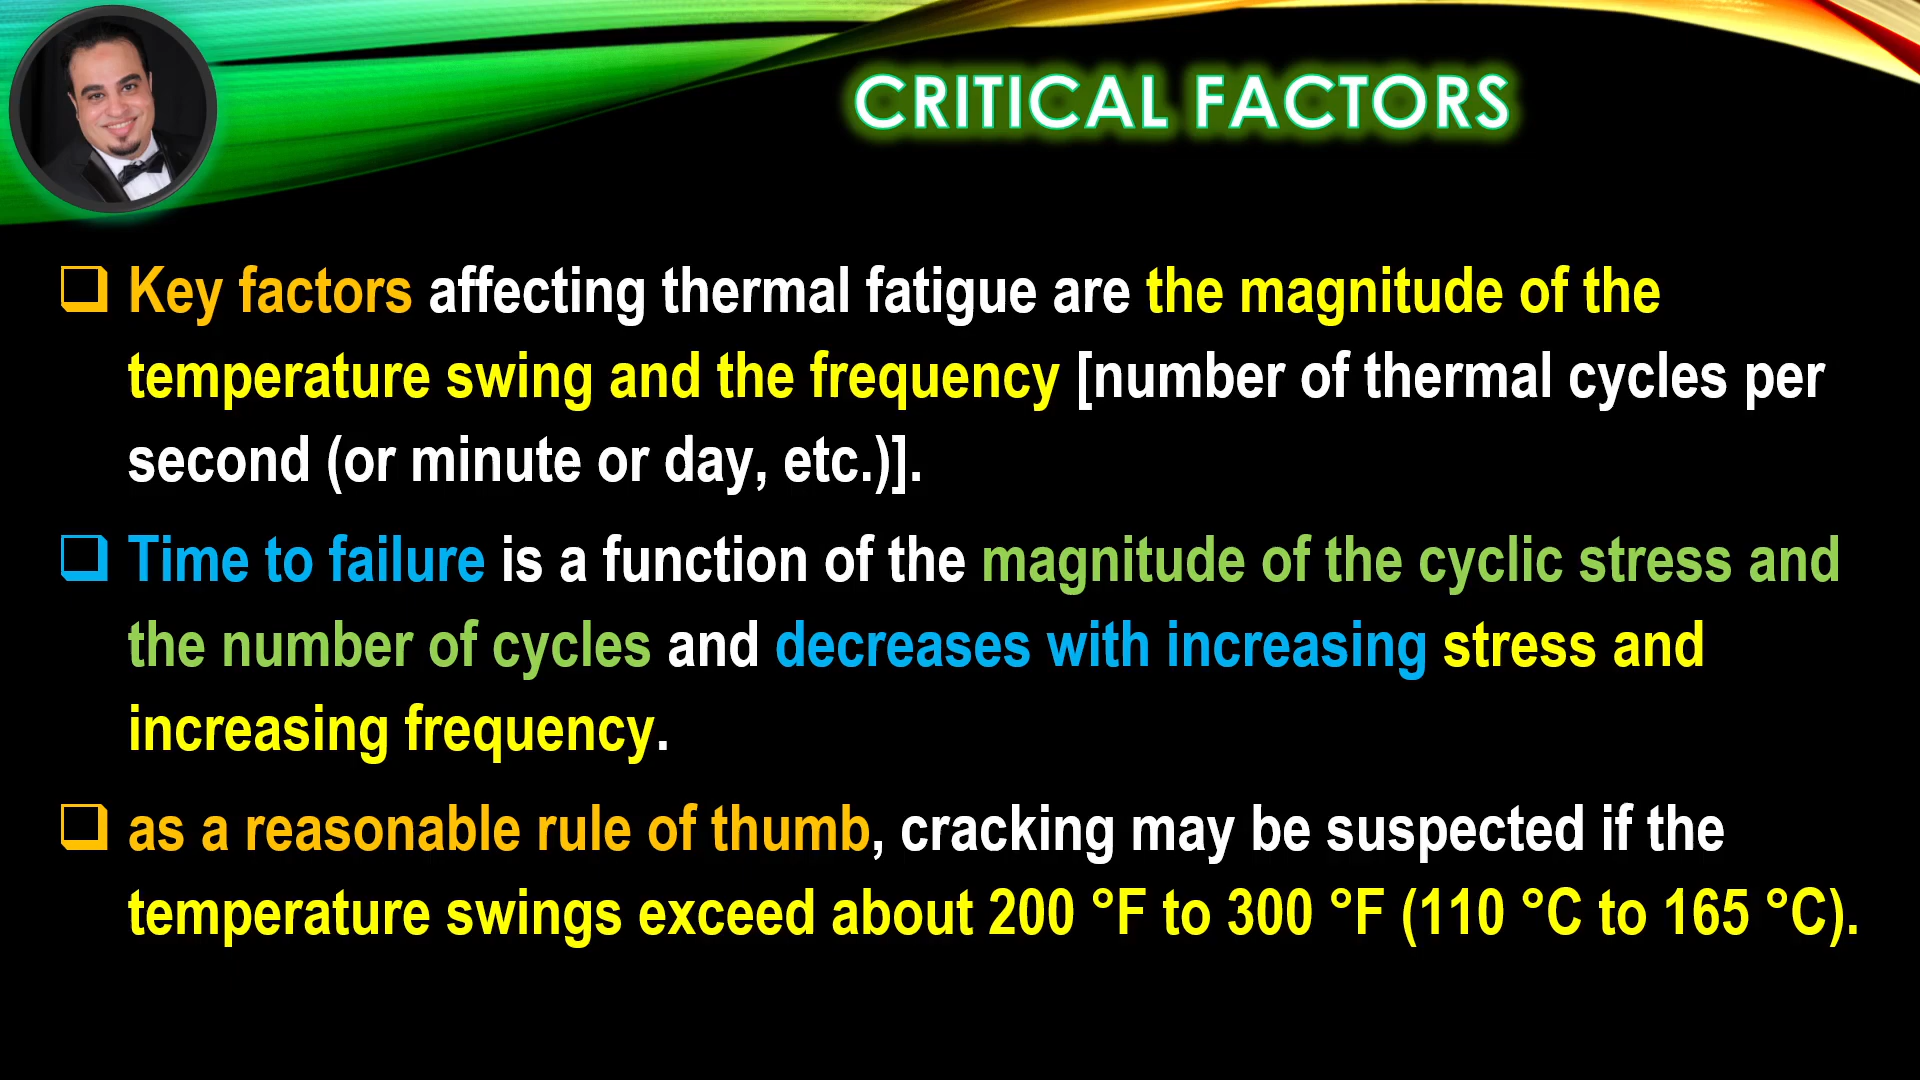 CRITICAL FACTORS
Key factors affecting thermal fatigue are the magnitude of the
temperature swing and the frequency [number of thermal cycles per
second (or minute or day, etc.)].
Time to failure is a function of the magnitude of the cyclic stress and
the number of cycles and decreases with increasing stress and
increasing frequency.
as a reasonable rule of thumb, cracking may be suspected if the
temperature swings exceed about 200 °F to 300 °F (110 °C to 165 °C).